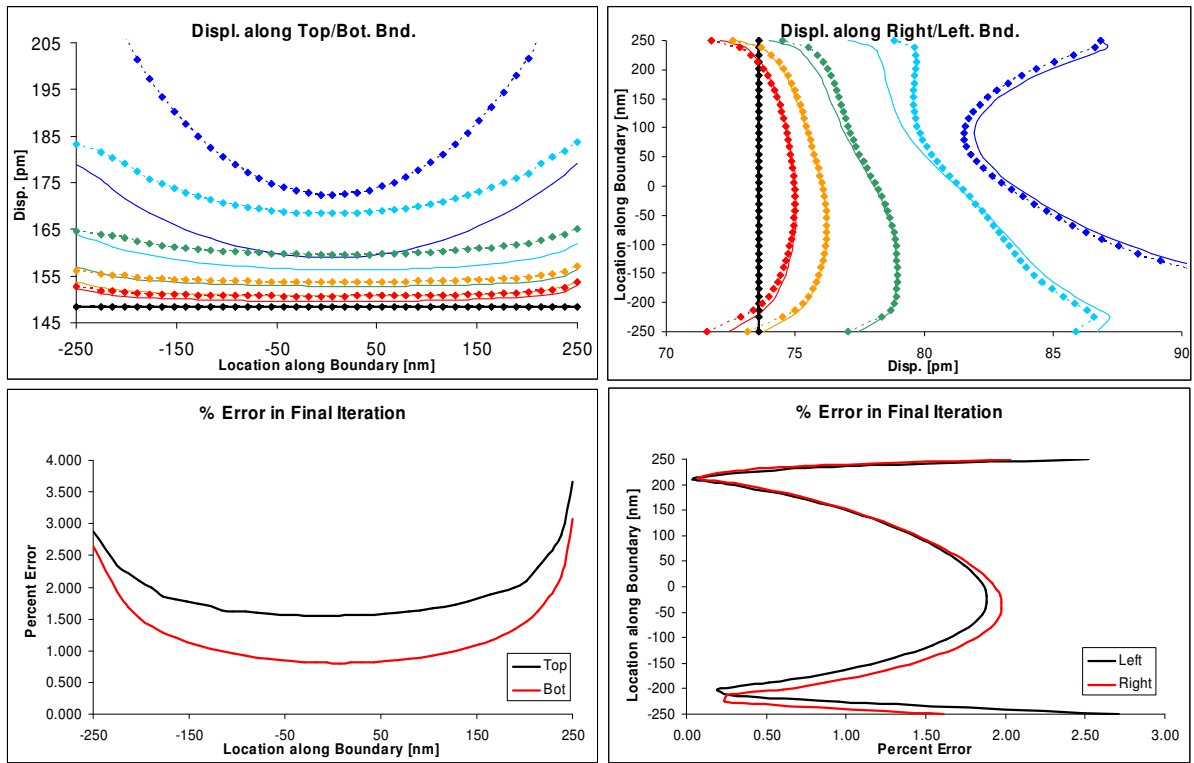 Displ. along Top/Bot. Bnd.
205
195
185
175
165
155
145
Disp. [pm]
-250 -150 -50 50 150 250
Location along Boundary [nm]
Displ. along Right/Left. Bnd.
250
200
150
100
50
0
-50
-100
-150
-200
-250
Location along Boundary [nm]
70 75 80 85 90
Disp. [pm]
% Error in Final Iteration
4.000
3.500
3.000
2.500
2.000
1.500
1.000
0.500
0.000
Percent Error
Top
Bot
-250 -150 -50 50 150 250
Location along Boundary [nm]
% Error in Final Iteration
250
200
150
100
50
0
-50
-100
-150
-200
-250
Location along Boundary [nm]
Left
Right
0.00 0.50 1.00 1.50 2.00 2.50 3.00
Percent Error